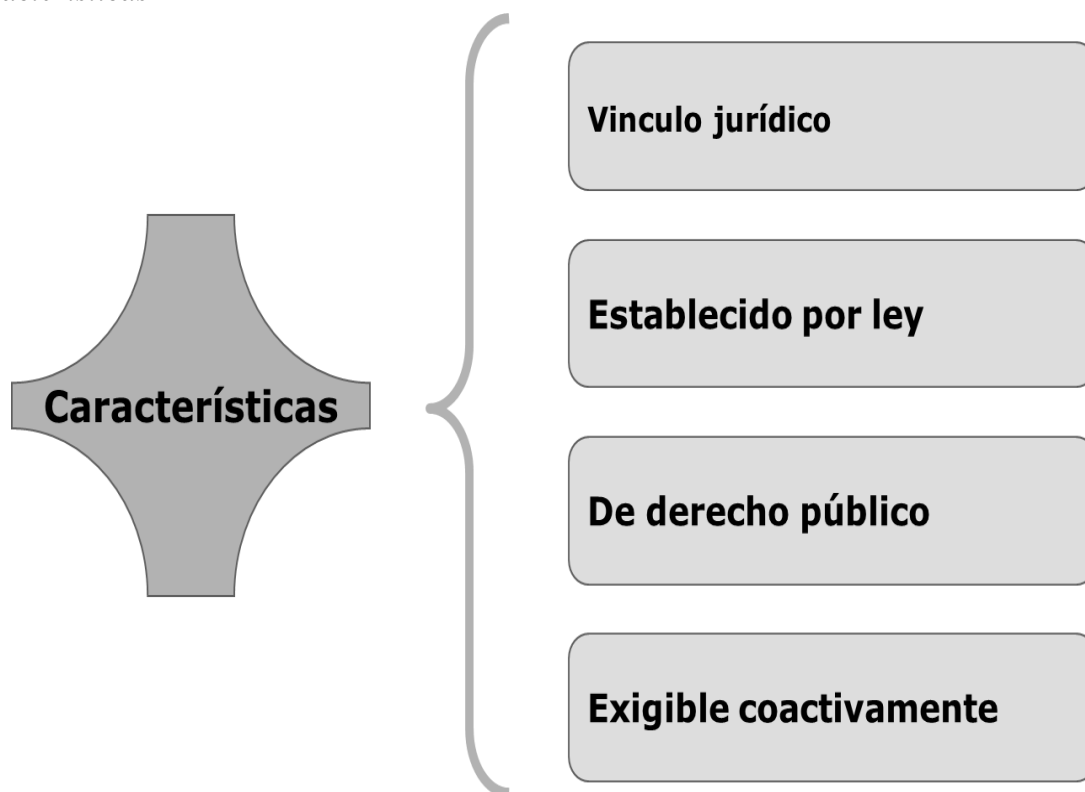 Características
Vinculo jurídico
Establecido por ley
De derecho público
Exigible coactivamente